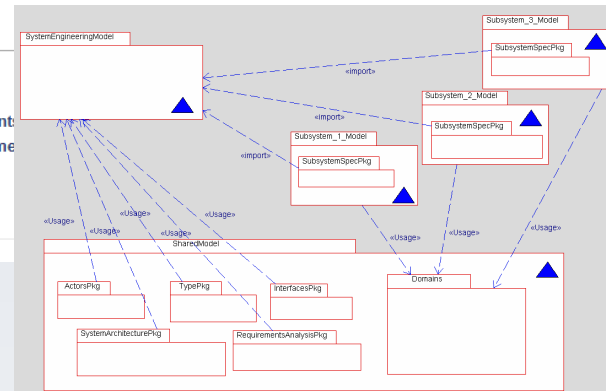 Subsystem_3_Model
SystemEngineeringModel
SubsystemSpecPkg
«import»
Subsystem_2_Model
«import»
SubsystemSpecPkg
Subsystem_1_Model
«import»
SubsystemSpecPkg
«Usage»
«Usage»
«Usage»
«Usage»
«Usage»
«Usage»
«Usage»
«Usage»
SharedModel
ActorsPkg
TypePkg
InterfacesPkg
Domains
SystemArchitecturePkg
RequirementsAnalysisPkg